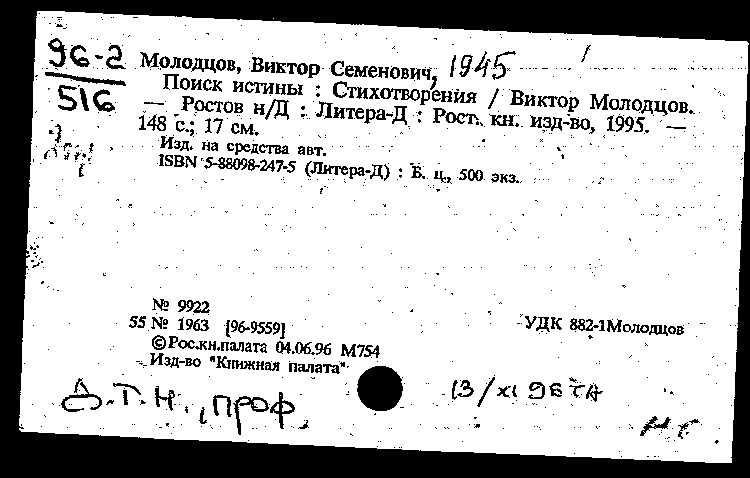 96-2
516
Молодцов, Виктор Семенович, 1945
Поиск истины : Стихотворения / Виктор Молодцов.
— Ростов н/Д : Литера-Д : Рост. кн. изд-во, 1995. —
148 с.; 17 см.
Изд. на средства авт.
ISBN 5-88098-247-5 (Литера-Д) : Б. ц., 500 экз.
№ 9922
55 № 1963 [96-9559]
УДК 882-1Молодцов
©Рос.кн.палата 04.06.96 М754
Изд-во "Книжная палата"
Д.Т.Н., проф.
13/XI 96